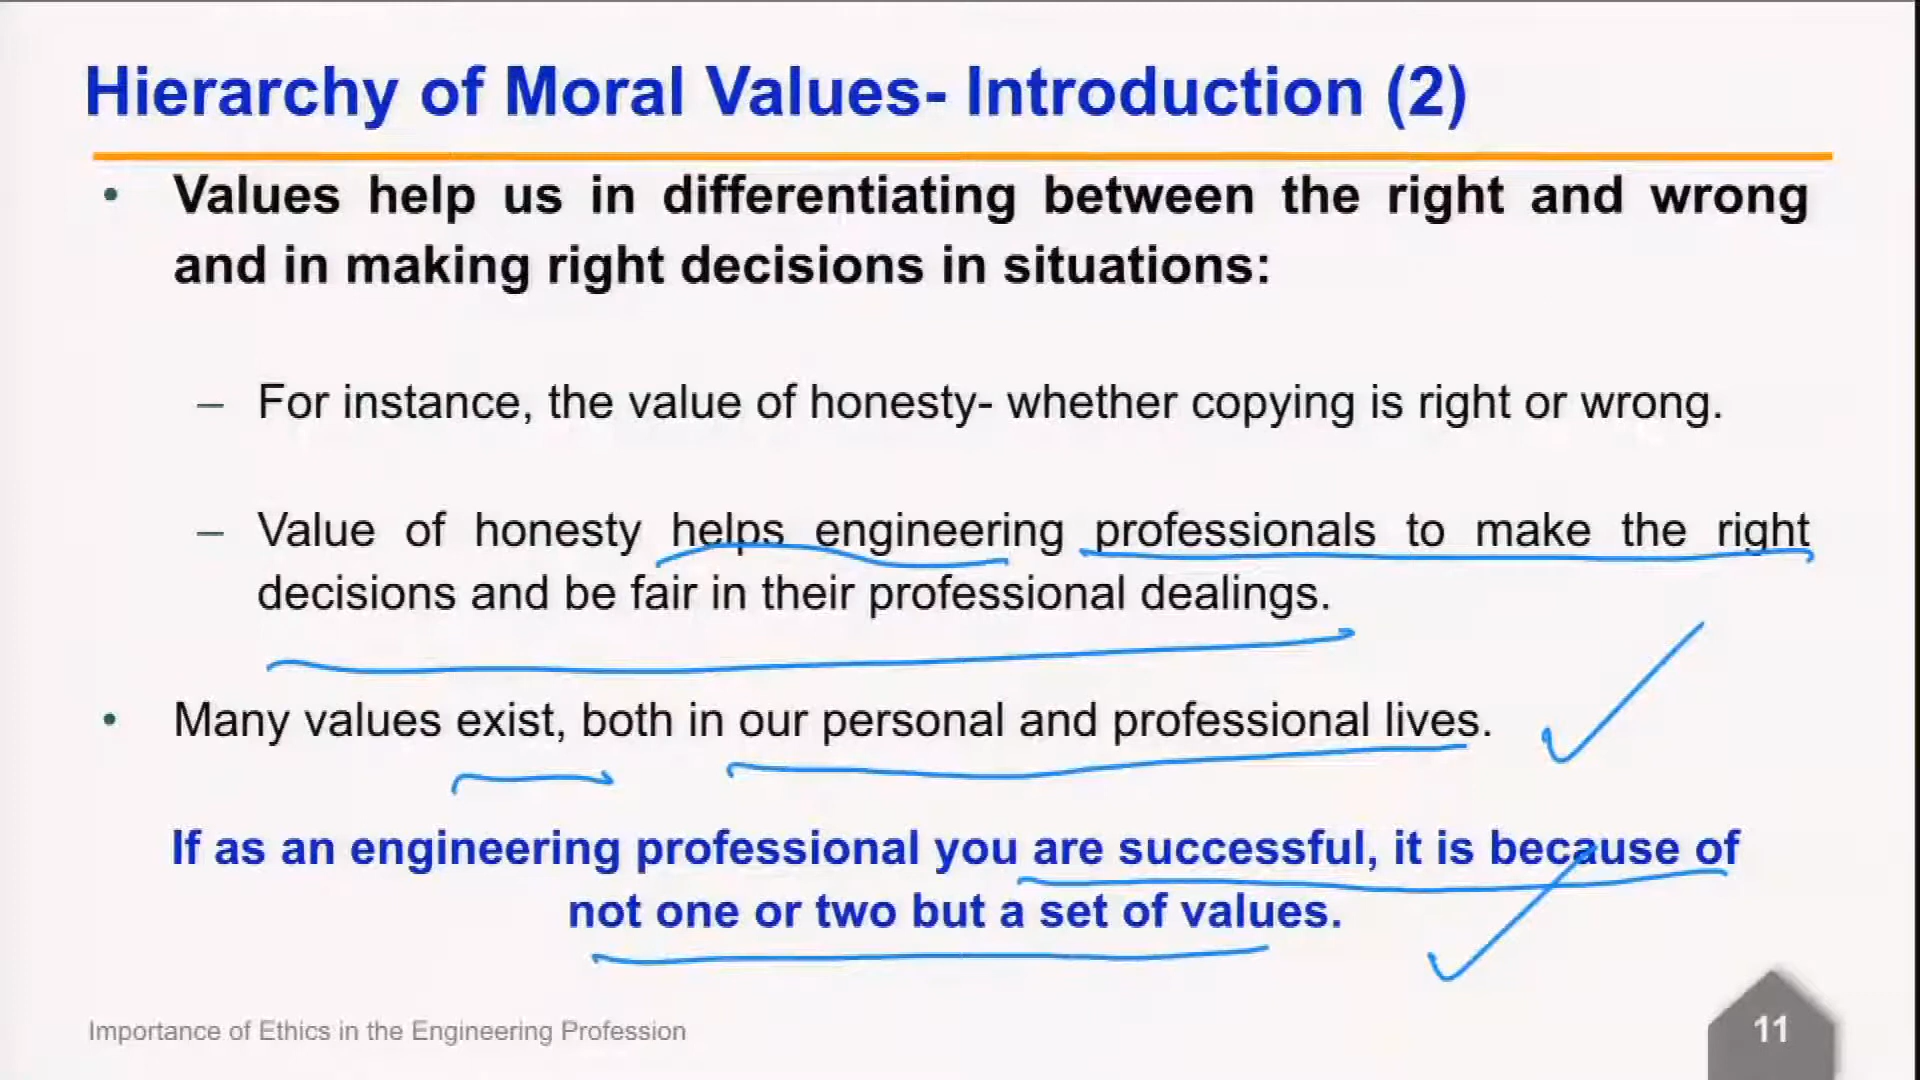 Hierarchy of Moral Values- Introduction (2)
• Values help us in differentiating between the right and wrong
and in making right decisions in situations:
– For instance, the value of honesty- whether copying is right or wrong.
– Value of honesty helps engineering professionals to make the right
decisions and be fair in their professional dealings.
• Many values exist, both in our personal and professional lives.
If as an engineering professional you are successful, it is because of
not one or two but a set of values.
Importance of Ethics in the Engineering Profession
11